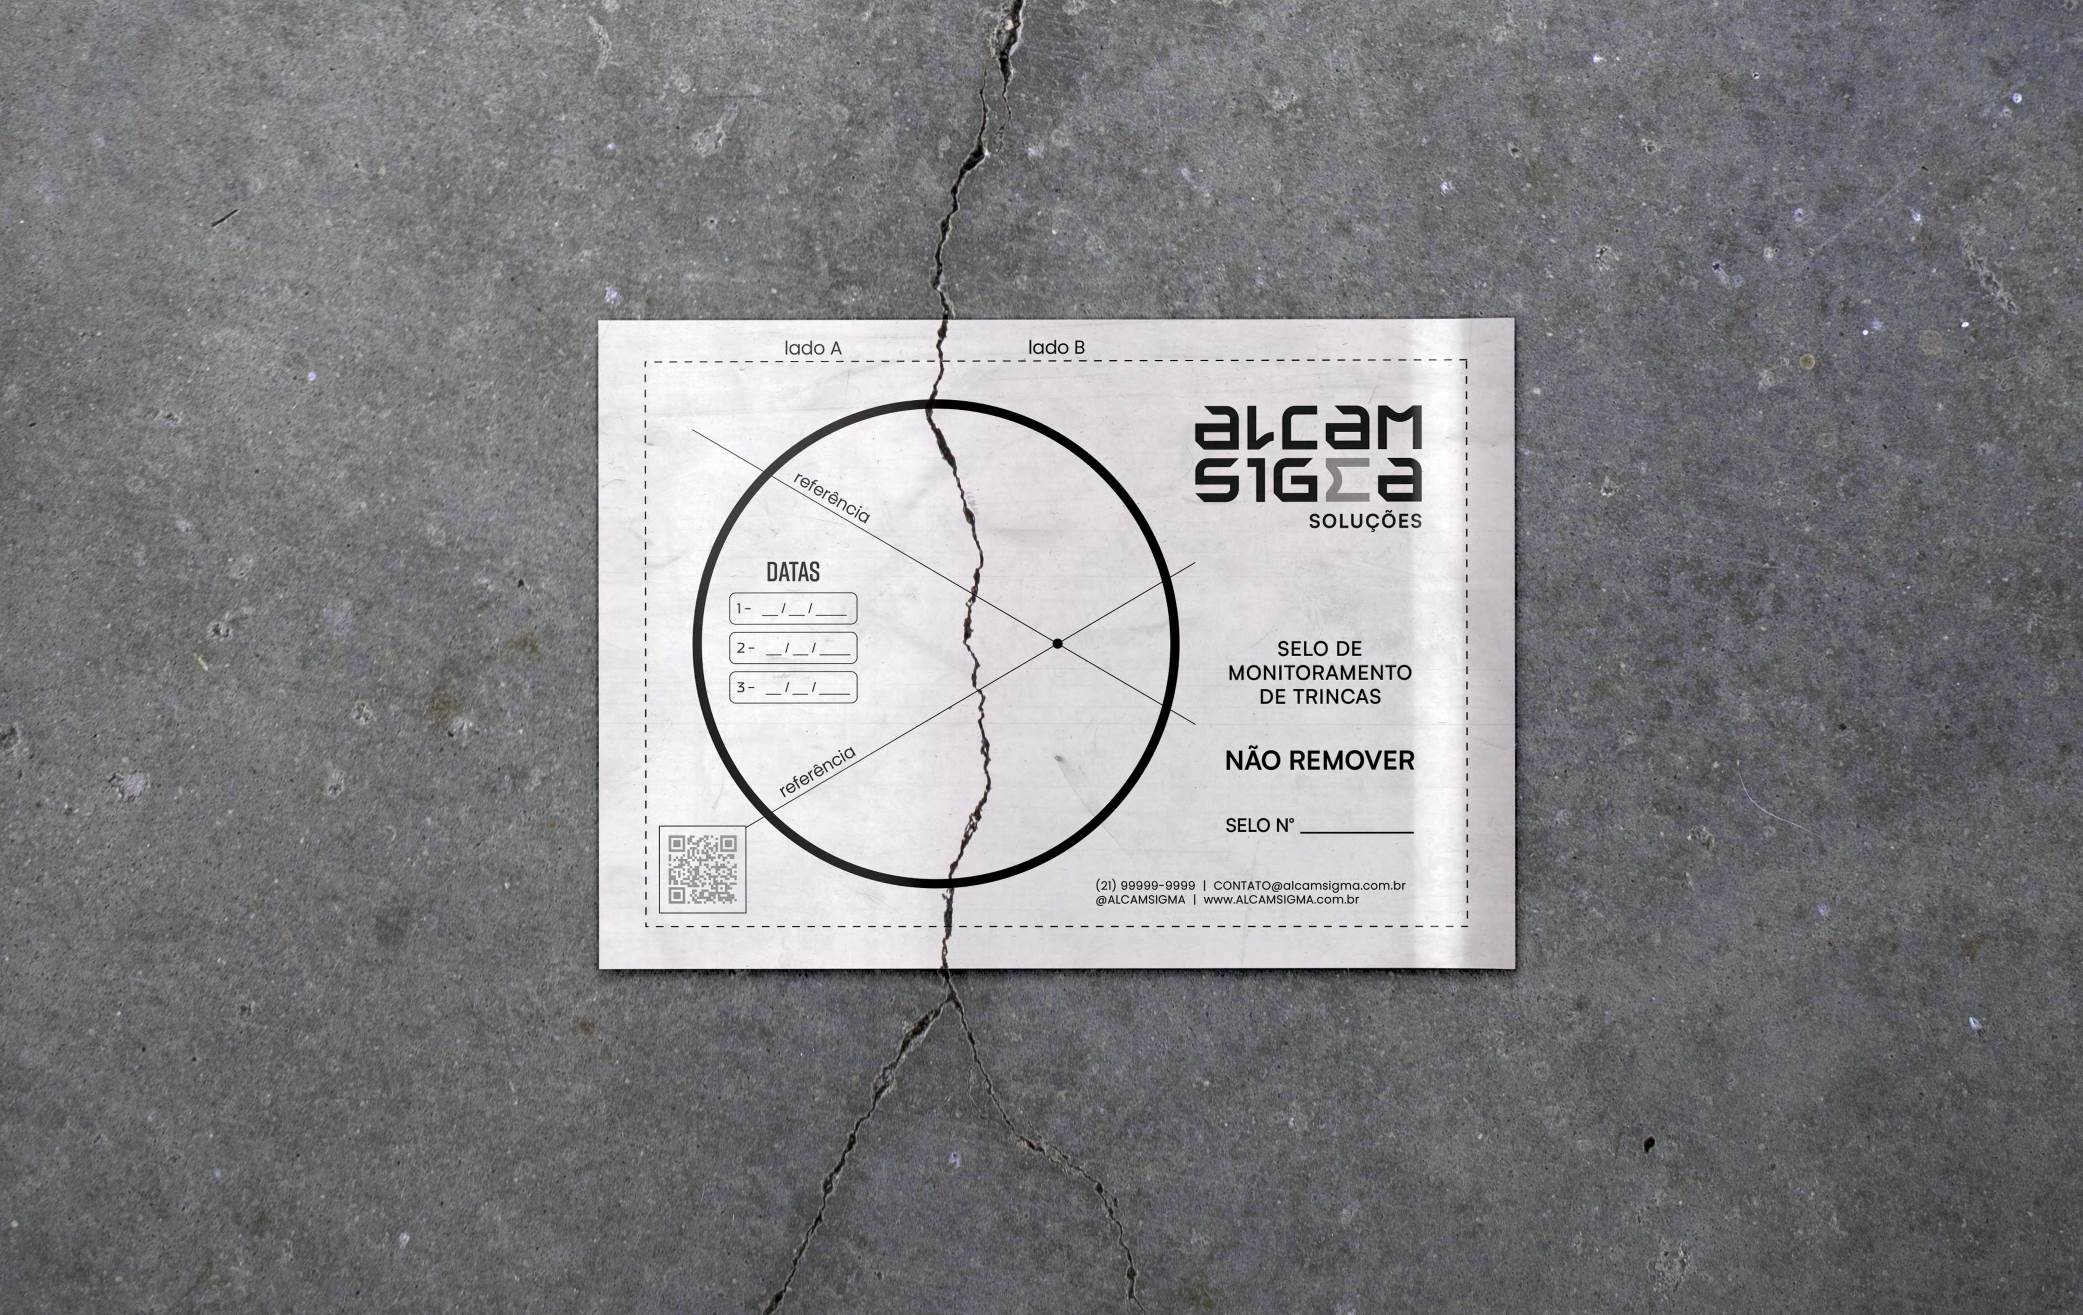 lado A
lado B
alcam
SIGΣa
SOLUÇÕES
referência
DATAS
1- __/__/____
2- __/__/____
3- __/__/____
referência
SELO DE
MONITORAMENTO
DE TRINCAS
NÃO REMOVER
SELO N° ________
(21) 99999-9999 | CONTATO@alcamsigma.com.br
@ALCAMSIGMA | www.ALCAMSIGMA.com.br